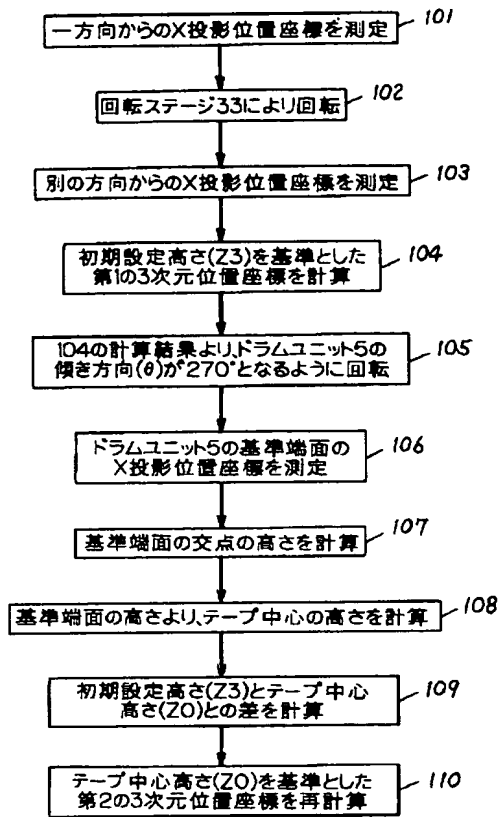 一方向からのX投影位置座標を測定
101
回転ステージ33により回転
102
別の方向からのX投影位置座標を測定
103
初期設定高さ(Z3)を基準とした
第1の3次元位置座標を計算
104
104の計算結果より、ドラムユニット5の
傾き方向(θ)が270°となるように回転
105
ドラムユニット5の基準端面の
X投影位置座標を測定
106
基準端面の交点の高さを計算
107
基準端面の高さより、テープ中心の高さを計算
108
初期設定高さ(Z3)とテープ中心
高さ(Z0)との差を計算
109
テープ中心高さ(Z0)を基準とした
第2の3次元位置座標を再計算
110